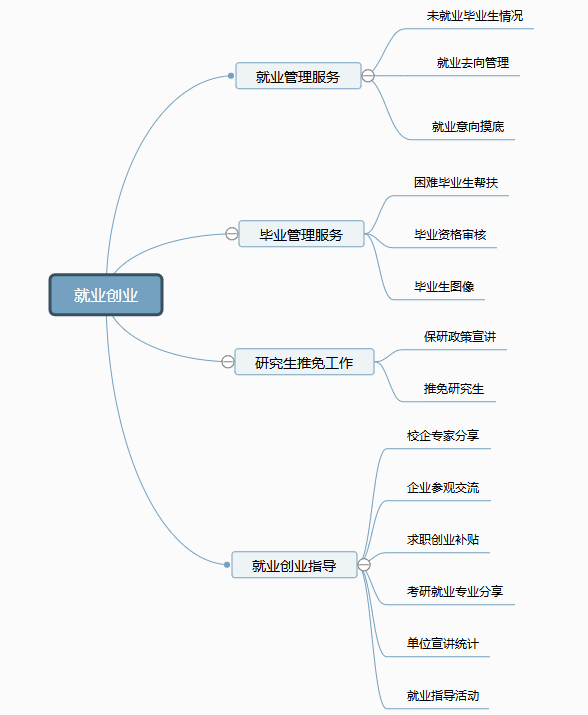 就业创业
就业管理服务
未就业毕业生情况
就业去向管理
就业意向摸底
毕业管理服务
困难毕业生帮扶
毕业资格审核
毕业生图像
研究生推免工作
保研政策宣讲
推免研究生
就业创业指导
校企专家分享
企业参观交流
求职创业补贴
考研就业专业分享
单位宣讲统计
就业指导活动